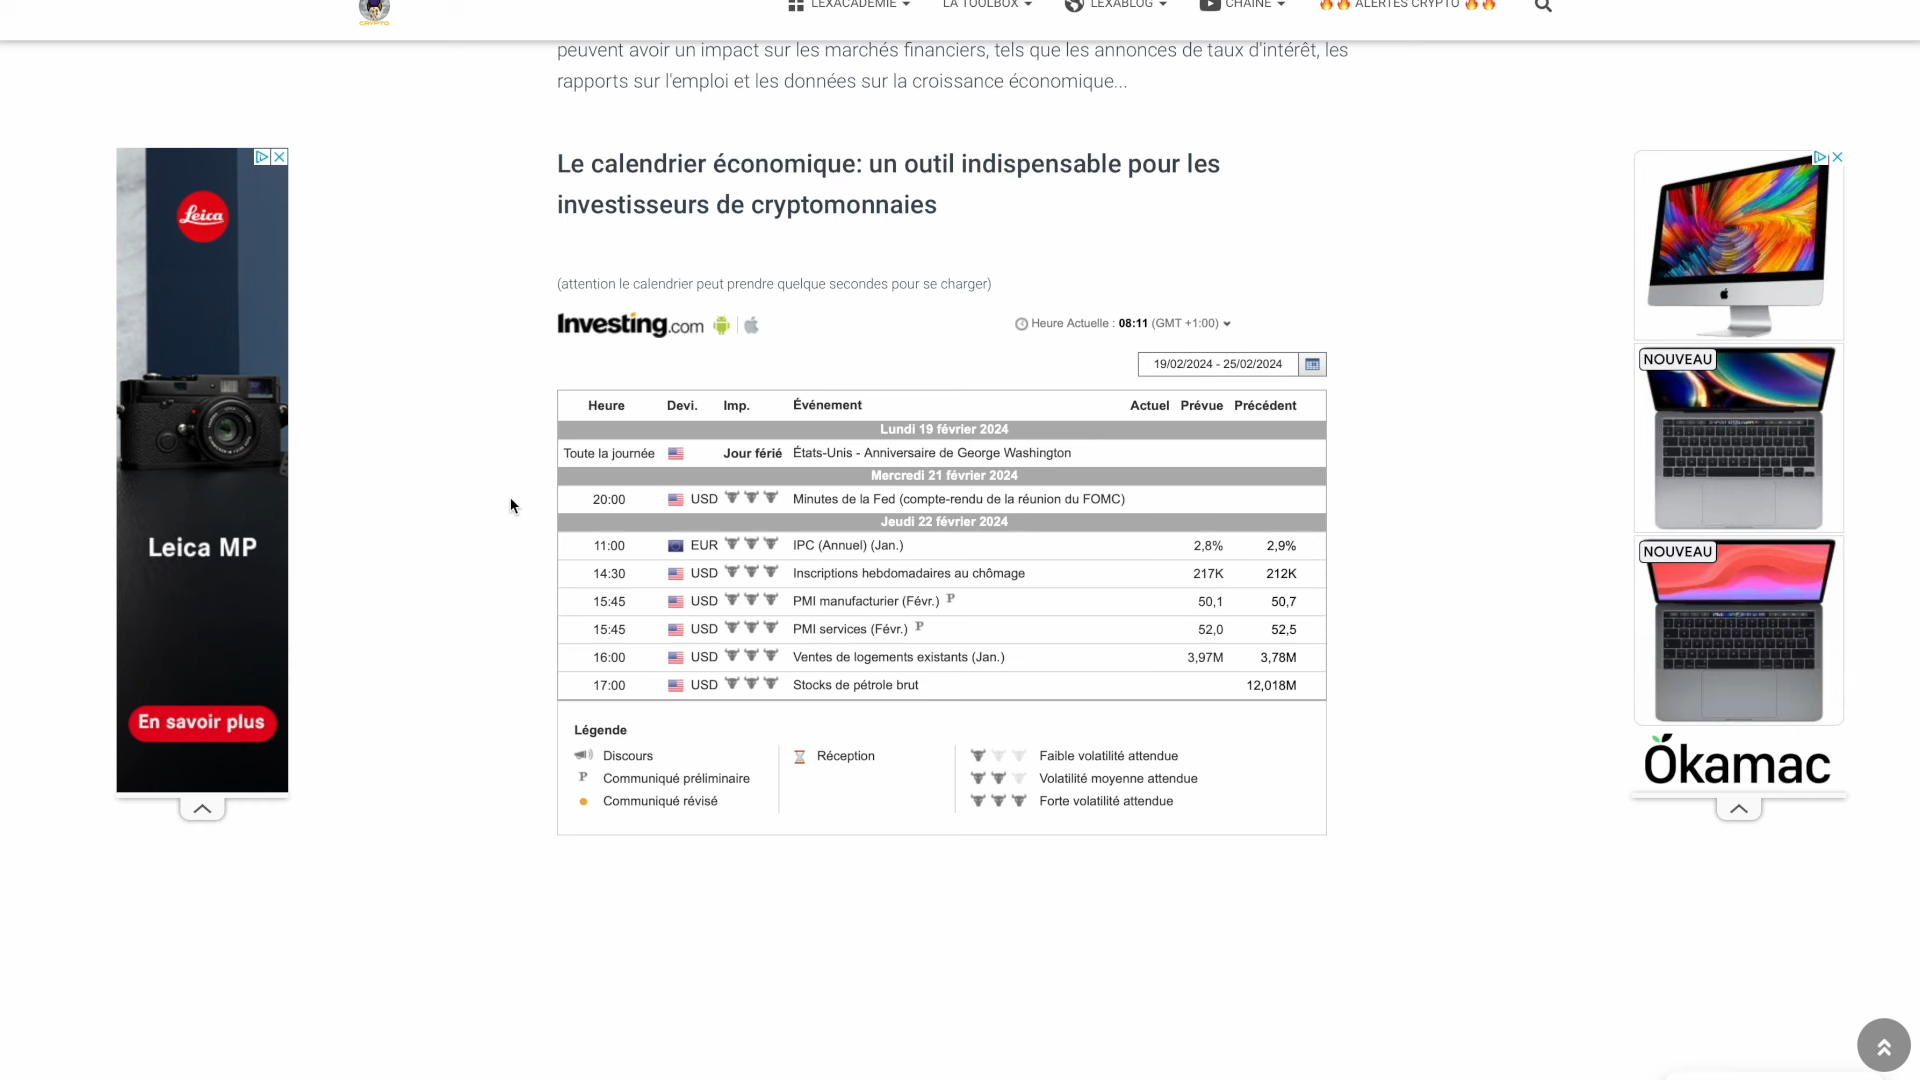 LEXACADEMIE
LA TOOLBOX
LEXABLOG
CHAINE
ALERTES CRYPTO
CRYPTO
peuvent avoir un impact sur les marchés financiers, tels que les annonces de taux d'intérêt, les
rapports sur l'emploi et les données sur la croissance économique...
Le calendrier économique: un outil indispensable pour les
investisseurs de cryptomonnaies
(attention le calendrier peut prendre quelque secondes pour se charger)
Investing.com
Heure Actuelle : 08:11 (GMT +1:00)
19/02/2024 - 25/02/2024
Heure Devi. Imp. Événement Actuel Prévue Précédent
Lundi 19 février 2024
Toute la journée Jour férié États-Unis - Anniversaire de George Washington
Mercredi 21 février 2024
20:00 USD Minutes de la Fed (compte-rendu de la réunion du FOMC)
Jeudi 22 février 2024
11:00 EUR IPC (Annuel) (Jan.) 2,8% 2,9%
14:30 USD Inscriptions hebdomadaires au chômage 217K 212K
15:45 USD PMI manufacturier (Févr.) P 50,1 50,7
15:45 USD PMI services (Févr.) P 52,0 52,5
16:00 USD Ventes de logements existants (Jan.) 3,97M 3,78M
17:00 USD Stocks de pétrole brut 12,018M
Légende
Discours
P Communiqué préliminaire
Communiqué révisé
Réception
Faible volatilité attendue
Volatilité moyenne attendue
Forte volatilité attendue
Leica
Leica MP
En savoir plus
NOUVEAU
NOUVEAU
Ókamac